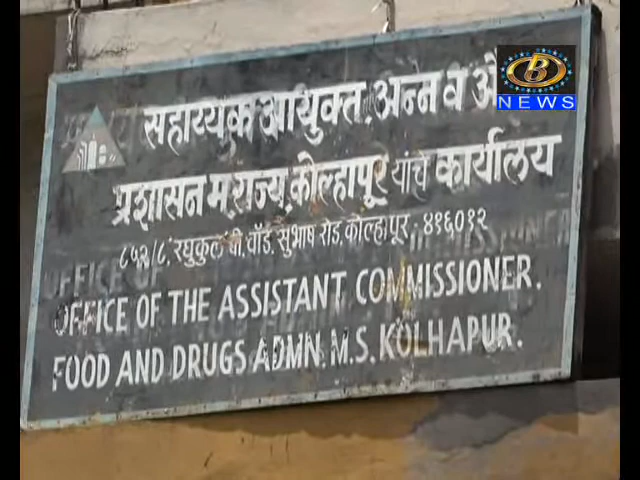 सहाय्यक आयुक्त. अन्न व औ
प्रशासन म.राज्य. कोल्हापूर यांचे कार्यालय
८५२/८, रघुकुल बी. वॉर्ड. सुभाष रोड. कोल्हापूर - ४१६०१२
OFFICE OF THE ASSISTANT COMMISSIONER.
FOOD AND DRUGS ADMN. M.S. KOLHAPUR.
B
NEWS